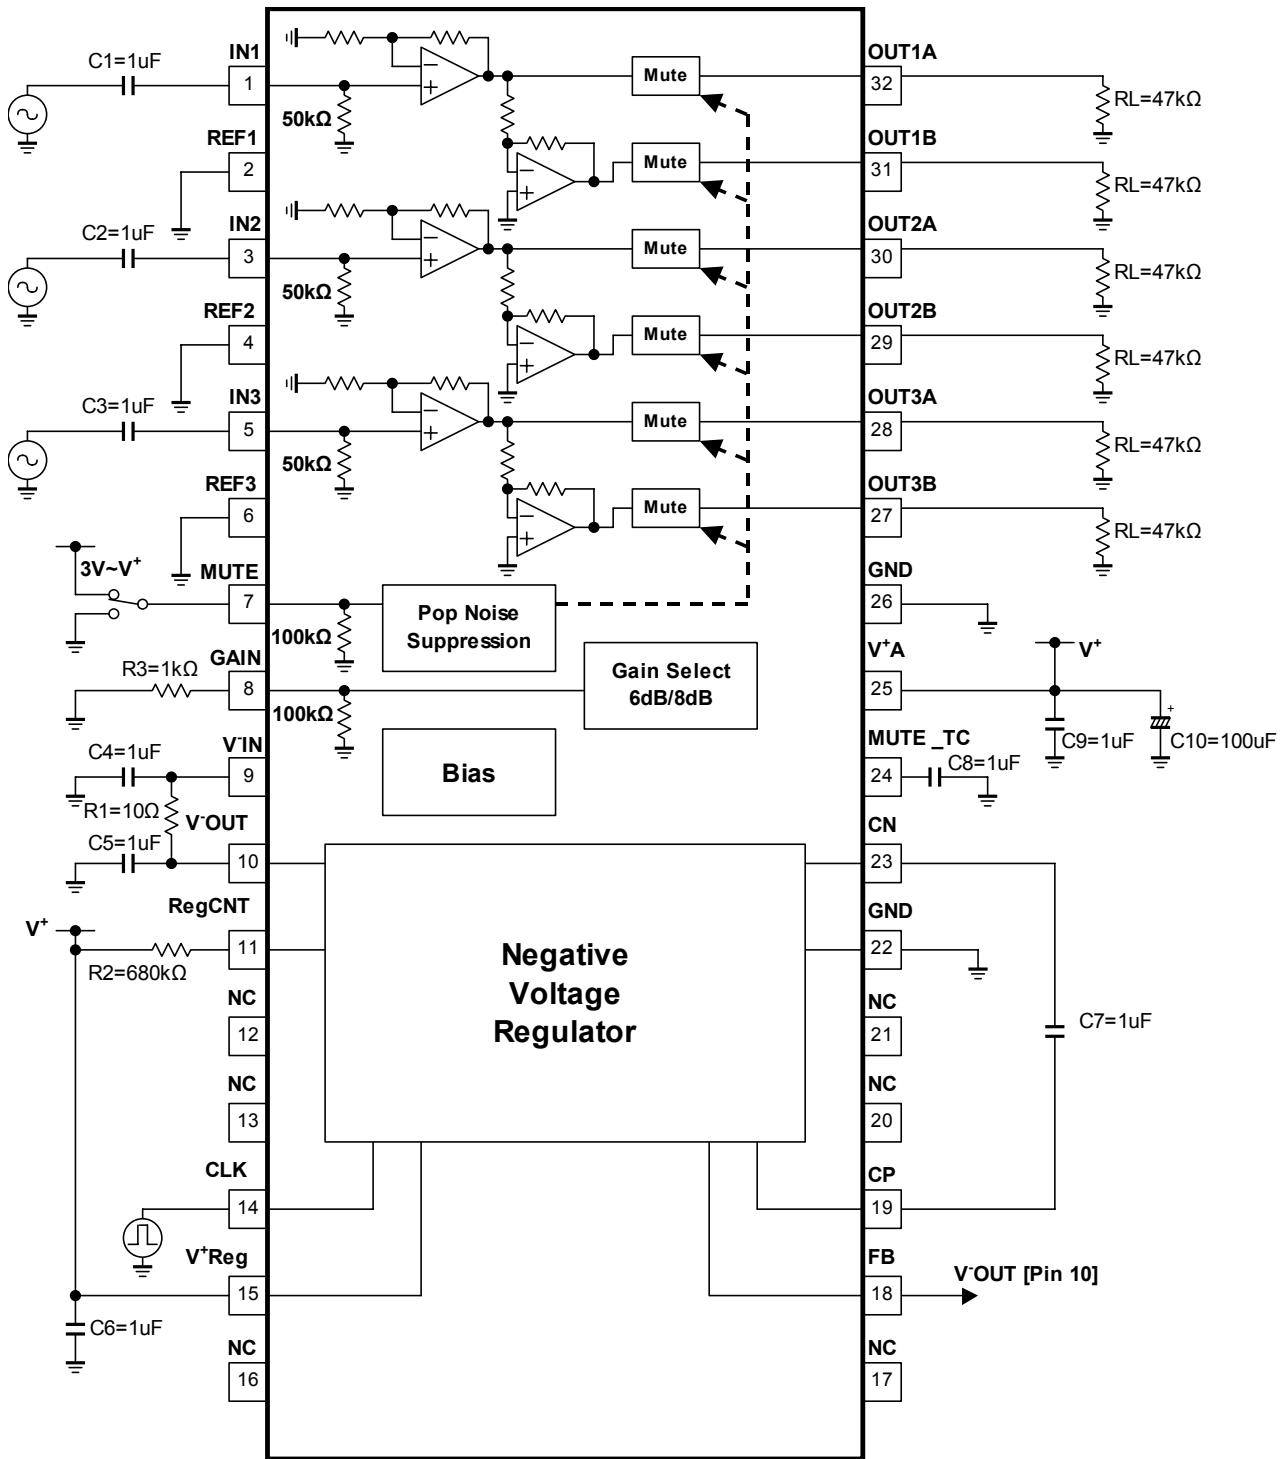 IN1
C1=1uF
1
50kΩ
Mute
OUT1A
32
RL=47kΩ
REF1
2
Mute
OUT1B
31
RL=47kΩ
IN2
C2=1uF
3
50kΩ
Mute
OUT2A
30
RL=47kΩ
REF2
4
Mute
OUT2B
29
RL=47kΩ
IN3
C3=1uF
5
50kΩ
Mute
OUT3A
28
RL=47kΩ
REF3
6
Mute
OUT3B
27
RL=47kΩ
3V~V⁺
MUTE
7
100kΩ
Pop Noise
Suppression
GND
26
GAIN
R3=1kΩ
8
100kΩ
Gain Select
6dB/8dB
V⁺A
25
V⁺
C9=1uF
+
C10=100uF
V⁻IN
C4=1uF
9
R1=10Ω
Bias
MUTE_TC
24
C8=1uF
V⁻OUT
C5=1uF
10
CN
23
RegCNT
V⁺
11
R2=680kΩ
Negative
Voltage
Regulator
GND
22
NC
12
NC
21
C7=1uF
NC
13
NC
20
CLK
14
CP
19
V⁺Reg
15
C6=1uF
FB
18
V⁻OUT [Pin 10]
NC
16
NC
17